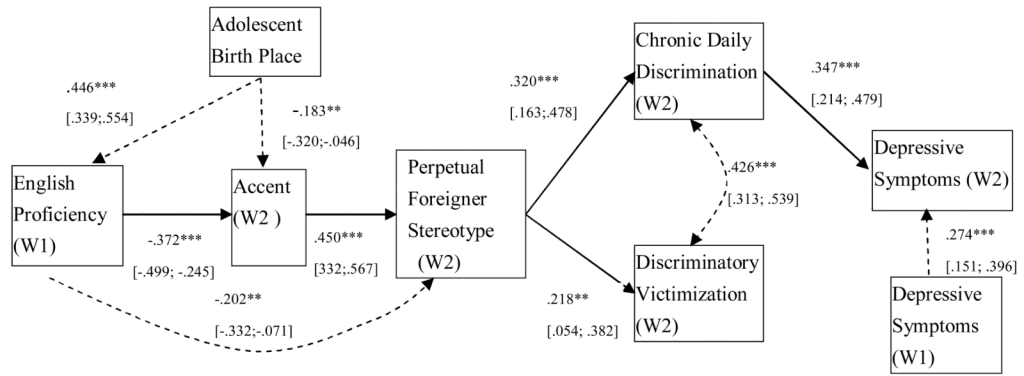 Adolescent
Birth Place
.446***
[.339;.554]
-.183**
[-.320;-.046]
English
Proficiency
(W1)
-.372***
[-.499; -.245]
Accent
(W2 )
.450***
[332;.567]
-.202**
[-.332;-.071]
Perpetual
Foreigner
Stereotype
(W2)
.320***
[.163;.478]
.218**
[.054; .382]
Chronic Daily
Discrimination
(W2)
.426***
[.313; .539]
Discriminatory
Victimization
(W2)
.347***
[.214; .479]
Depressive
Symptoms (W2)
.274***
[.151; .396]
Depressive
Symptoms
(W1)